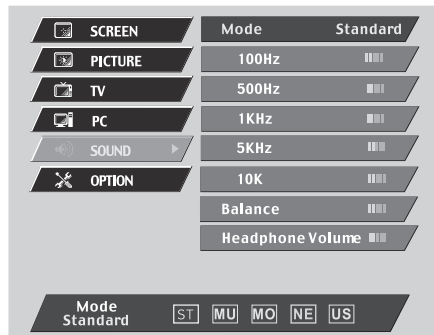 SCREEN
PICTURE
TV
PC
SOUND
OPTION
Mode Standard
100Hz
500Hz
1KHz
5KHz
10K
Balance
Headphone Volume
Mode
Standard
ST MU MO NE US